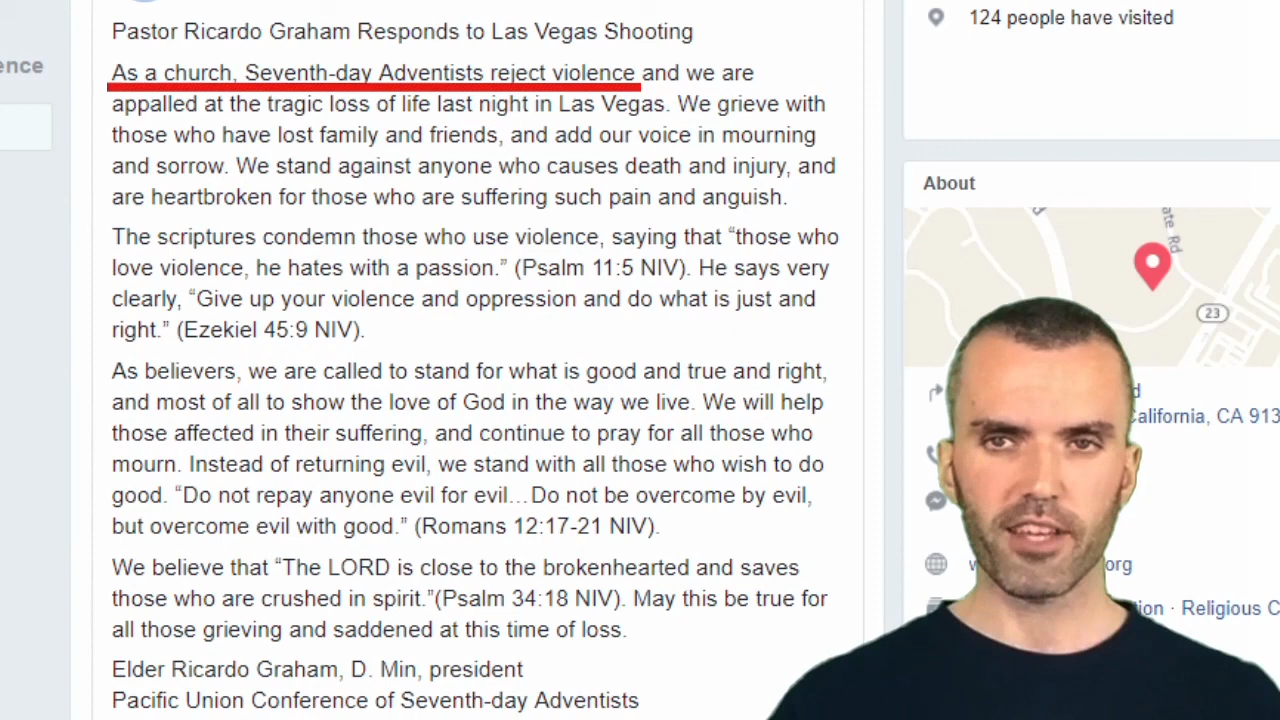 Pastor Ricardo Graham Responds to Las Vegas Shooting
As a church, Seventh-day Adventists reject violence and we are
appalled at the tragic loss of life last night in Las Vegas. We grieve with
those who have lost family and friends, and add our voice in mourning
and sorrow. We stand against anyone who causes death and injury, and
are heartbroken for those who are suffering such pain and anguish.
The scriptures condemn those who use violence, saying that “those who
love violence, he hates with a passion.” (Psalm 11:5 NIV). He says very
clearly, “Give up your violence and oppression and do what is just and
right.” (Ezekiel 45:9 NIV).
As believers, we are called to stand for what is good and true and right,
and most of all to show the love of God in the way we live. We will help
those affected in their suffering, and continue to pray for all those who
mourn. Instead of returning evil, we stand with all those who wish to do
good. “Do not repay anyone evil for evil…Do not be overcome by evil,
but overcome evil with good.” (Romans 12:17-21 NIV).
We believe that “The LORD is close to the brokenhearted and saves
those who are crushed in spirit.”(Psalm 34:18 NIV). May this be true for
all those grieving and saddened at this time of loss.
Elder Ricardo Graham, D. Min, president
Pacific Union Conference of Seventh-day Adventists
ence
124 people have visited
About
ate Rd
23
d
California, CA 913
w
org
tion · Religious C